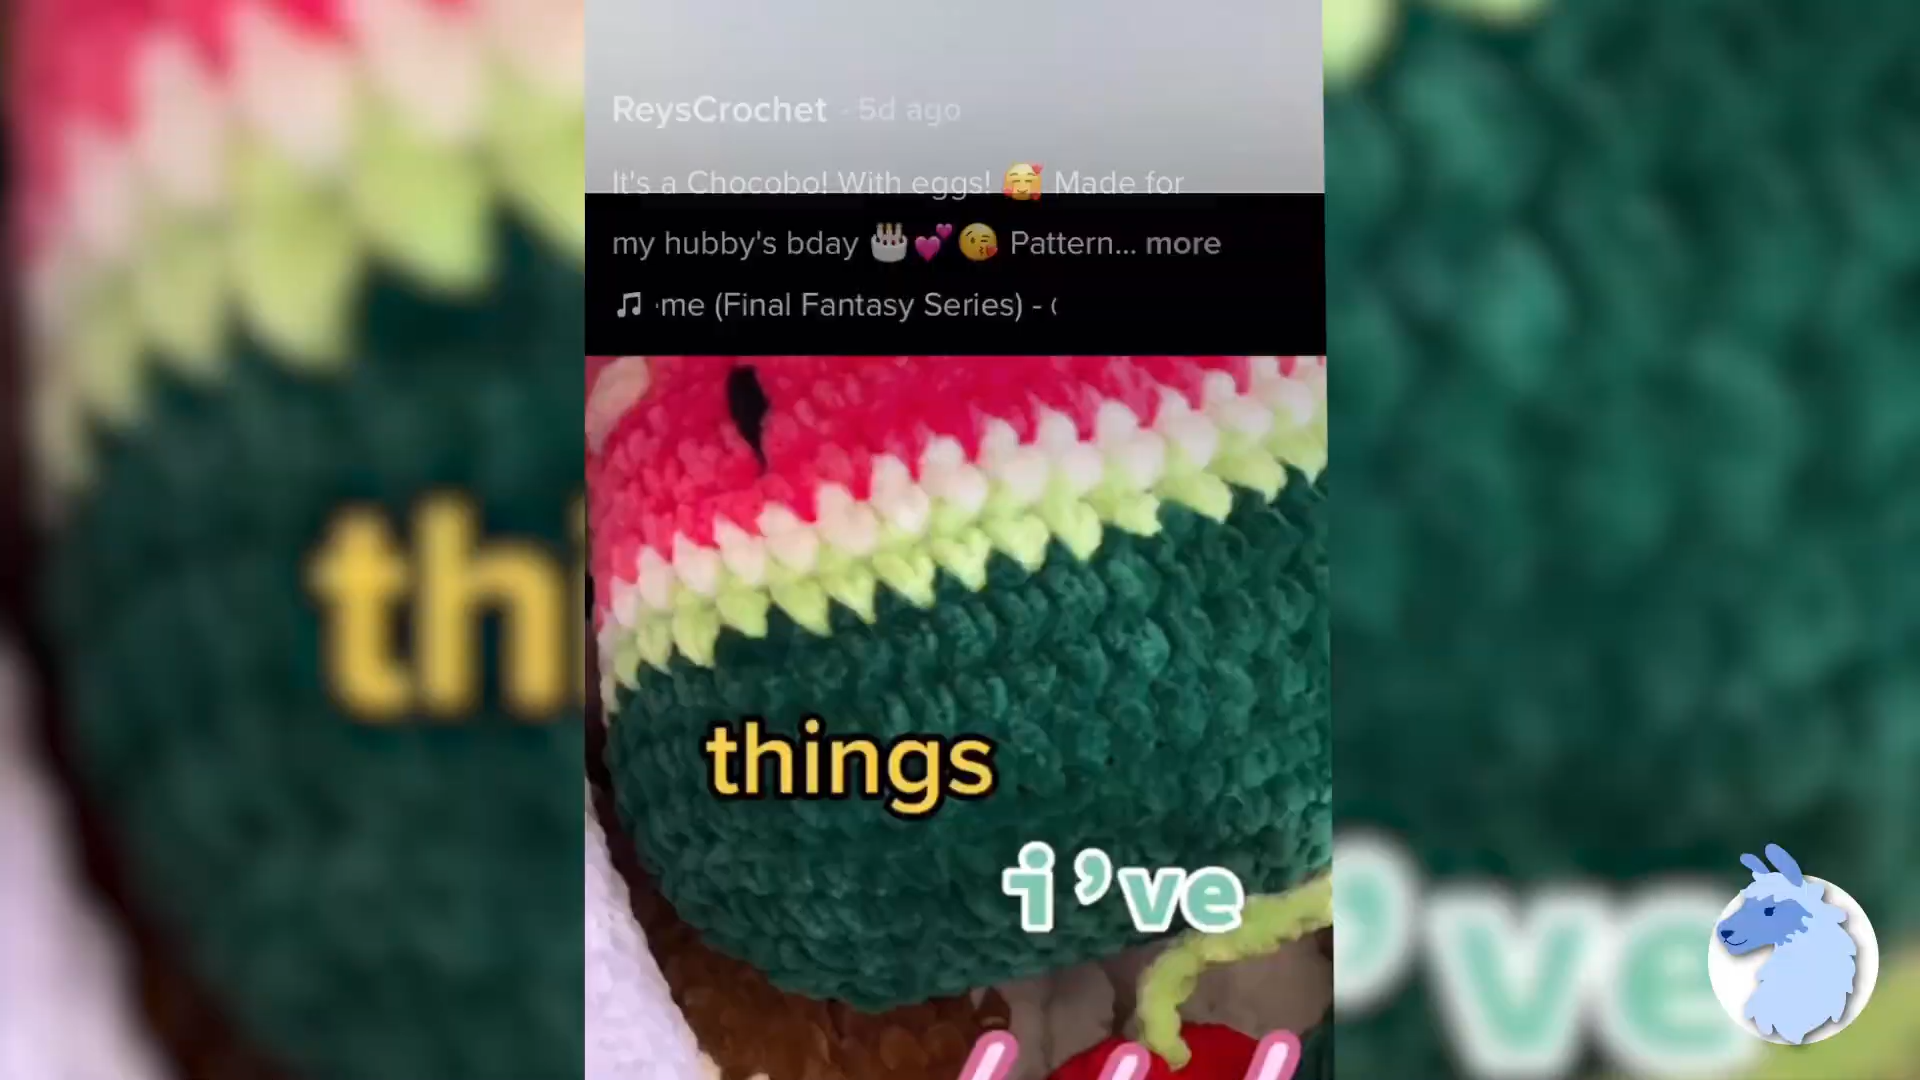 ReysCrochet · 5d ago
It's a Chocobo! With eggs! 🥰 Made for
my hubby's bday 🎂💕😘 Pattern... more
me (Final Fantasy Series) -
things
i've